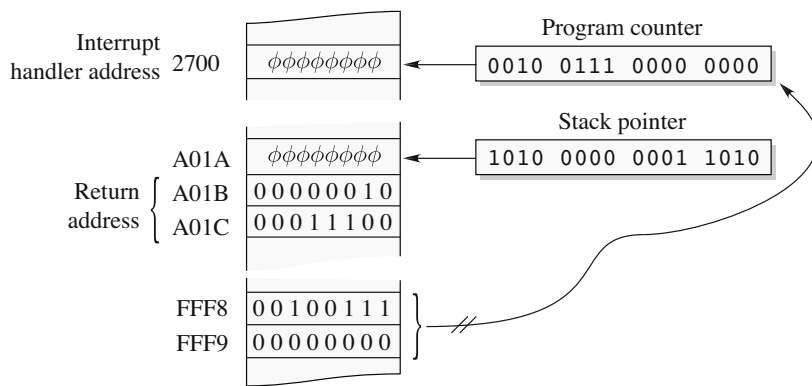 Program counter
Interrupt
handler address 2700 ϕϕϕϕϕϕϕϕ 0010 0111 0000 0000
Stack pointer
A01A ϕϕϕϕϕϕϕϕ 1010 0000 0001 1010
Return
address
A01B 00000010
A01C 00011100
FFF8 00100111
FFF9 00000000